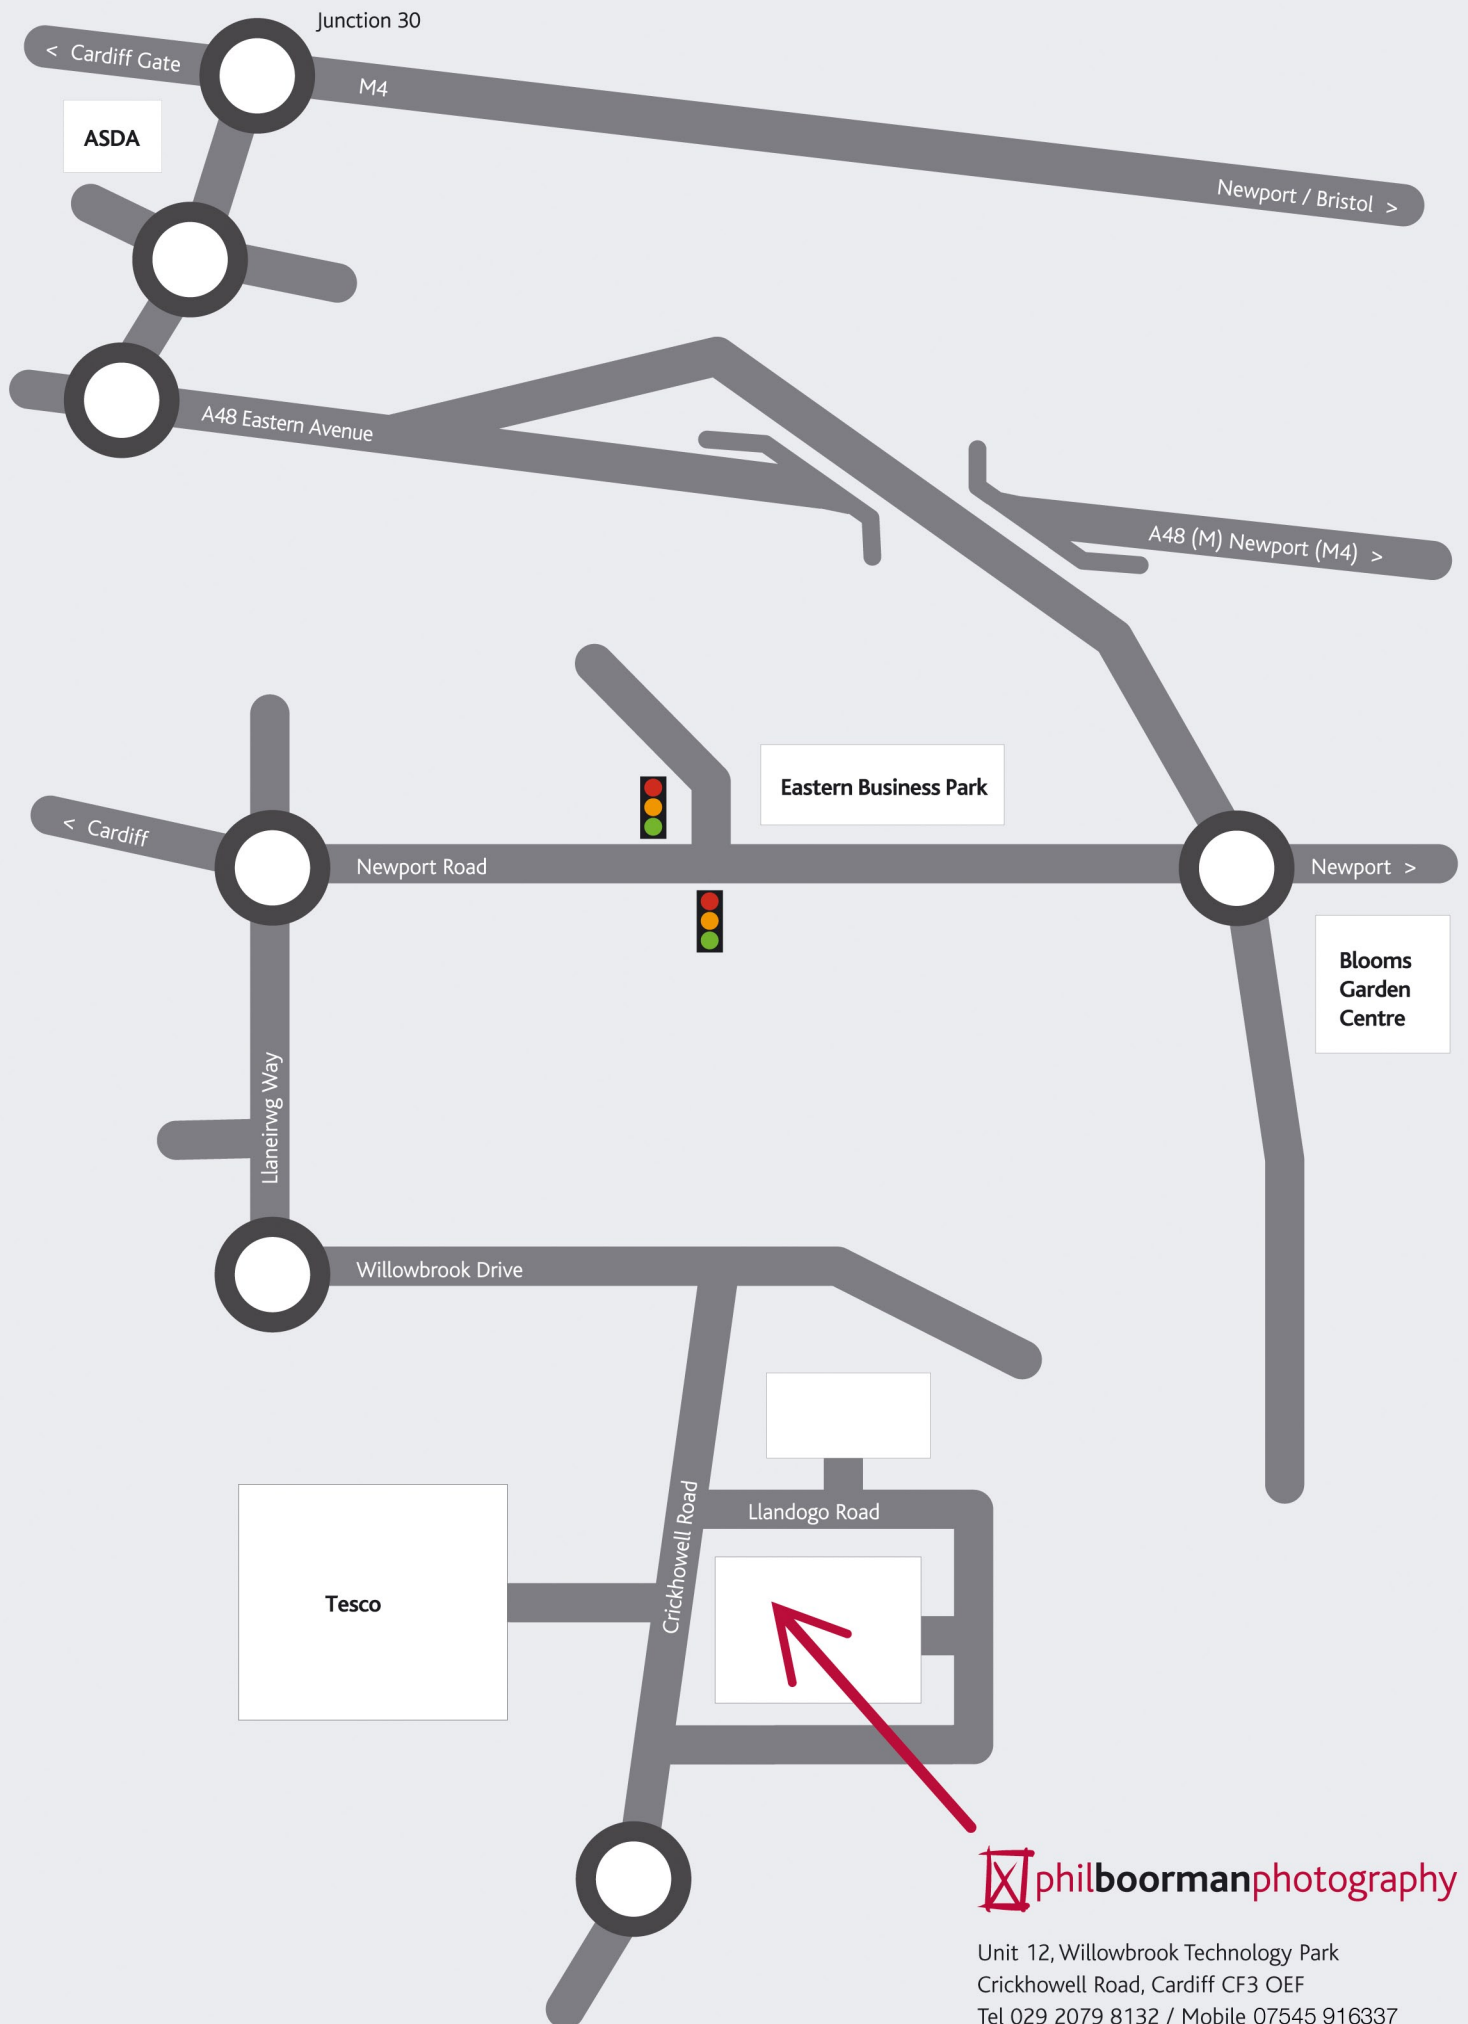 Junction 30
< Cardiff Gate
M4
ASDA
Newport / Bristol >
A48 Eastern Avenue
A48 (M) Newport (M4) >
Eastern Business Park
< Cardiff
Newport Road
Newport >
Blooms
Garden
Centre
Llaneirwg Way
Willowbrook Drive
Crickhowell Road
Llandogo Road
Tesco
philboormanphotography
Unit 12, Willowbrook Technology Park
Crickhowell Road, Cardiff CF3 OEF
Tel 029 2079 8132 / Mobile 07545 916337